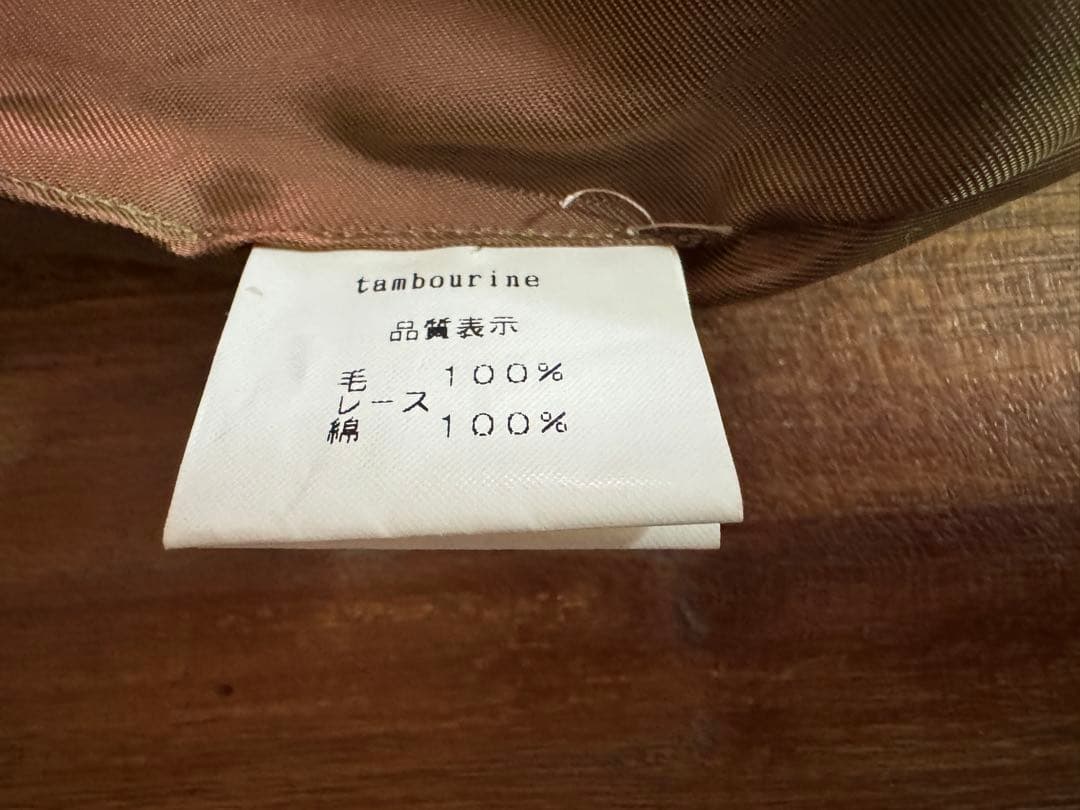 tambourine
品質表示
毛 100%
レース
綿 100%